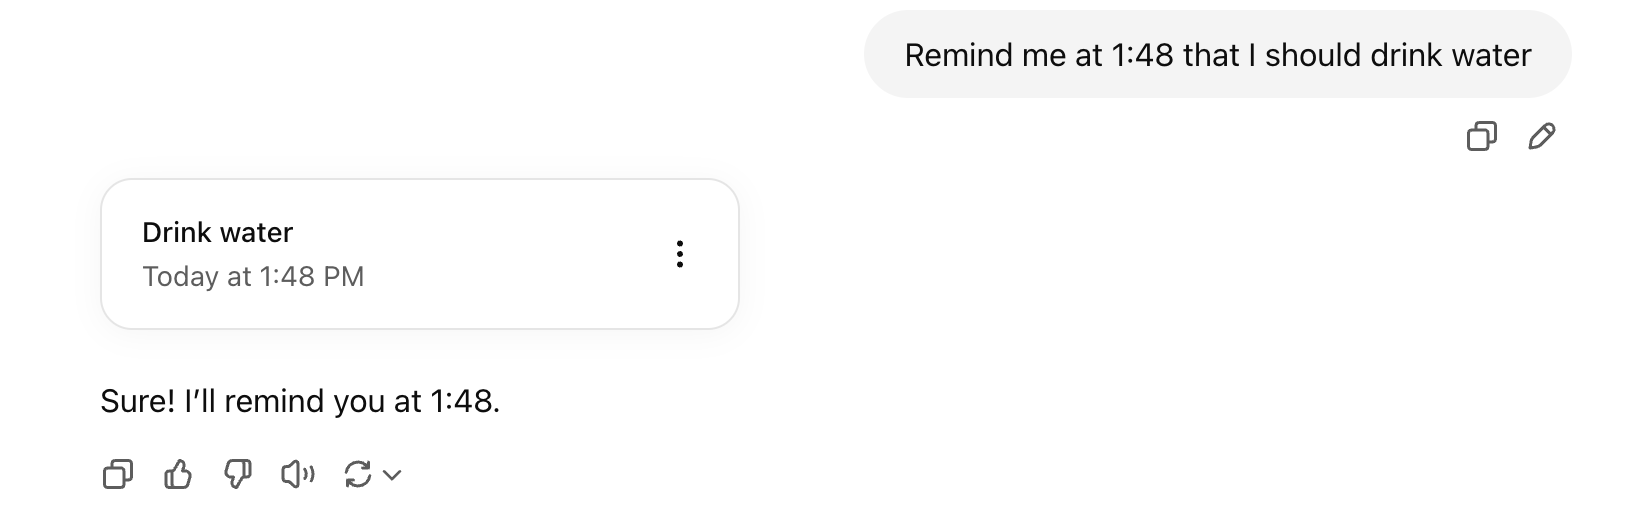 Remind me at 1:48 that I should drink water
Drink water
Today at 1:48 PM
Sure! I’ll remind you at 1:48.